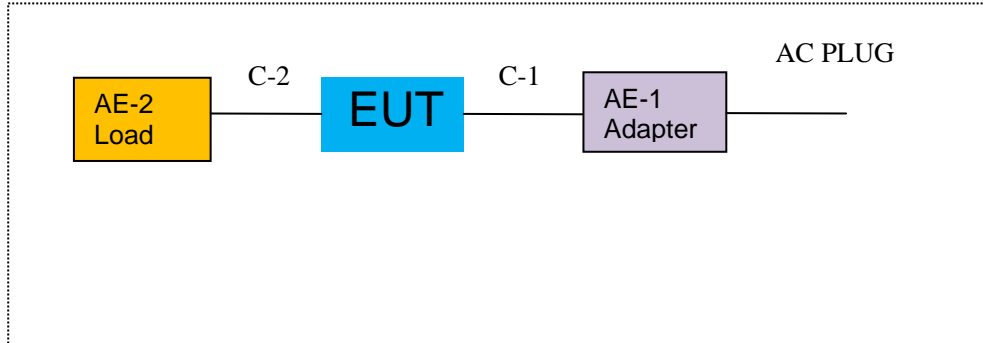 AC PLUG
C-2
C-1
AE-2
Load
EUT
AE-1
Adapter